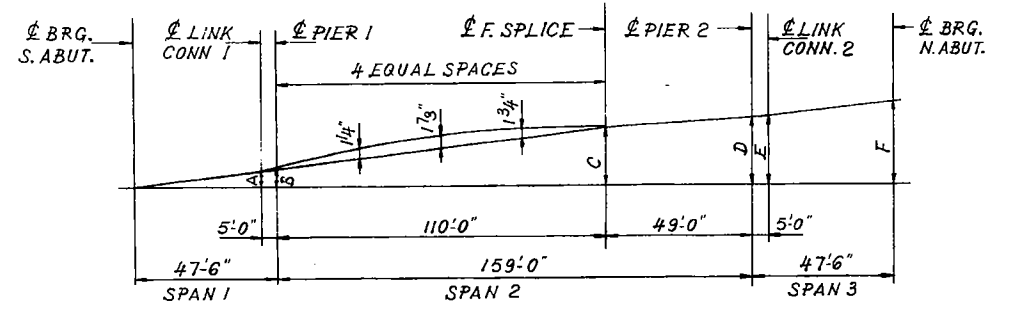 ℄ BRG.
S. ABUT.
℄ LINK
CONN 1
℄ PIER 1
℄ F. SPLICE
℄ PIER 2
℄ LINK
CONN. 2
℄ BRG.
N. ABUT.
4 EQUAL SPACES
1¼"
1⅞"
1¾"
A
B
C
D
E
F
5'-0"
110'-0"
49'-0"
5'-0"
47'-6"
159'-0"
47'-6"
SPAN 1
SPAN 2
SPAN 3